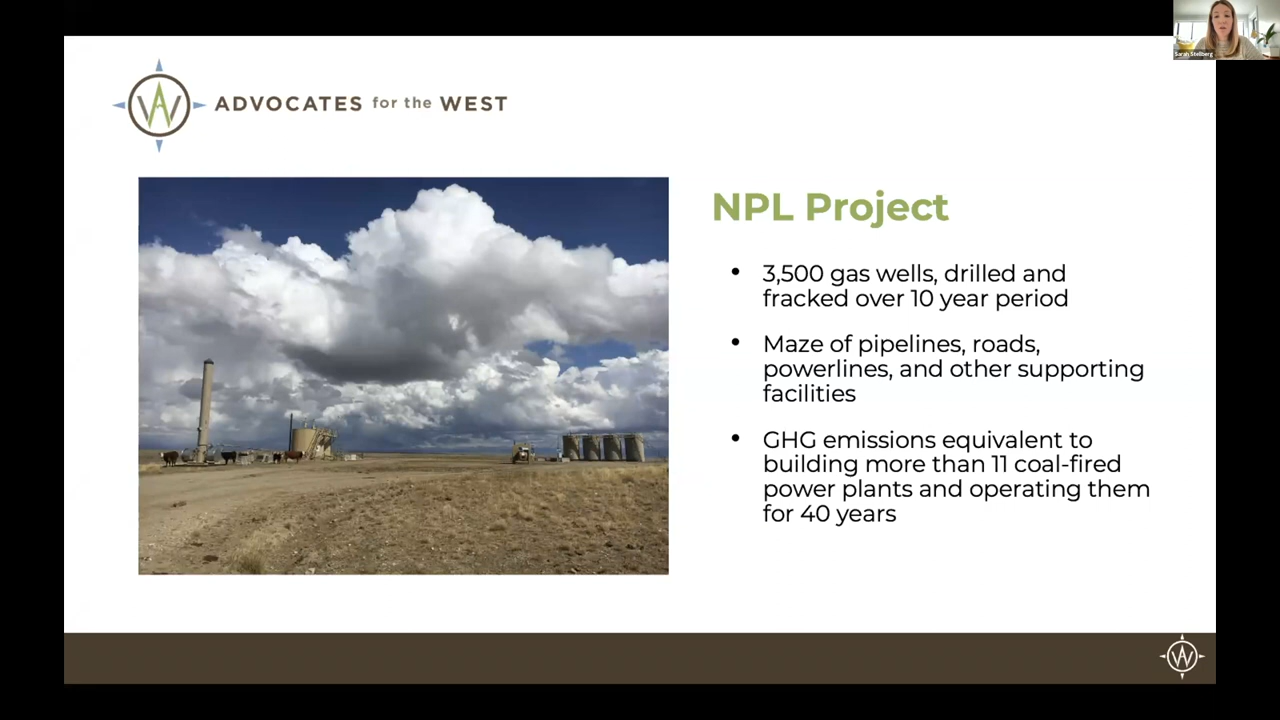 Sarah Stellberg
ADVOCATES for the WEST
NPL Project
• 3,500 gas wells, drilled and
fracked over 10 year period
• Maze of pipelines, roads,
powerlines, and other supporting
facilities
• GHG emissions equivalent to
building more than 11 coal-fired
power plants and operating them
for 40 years